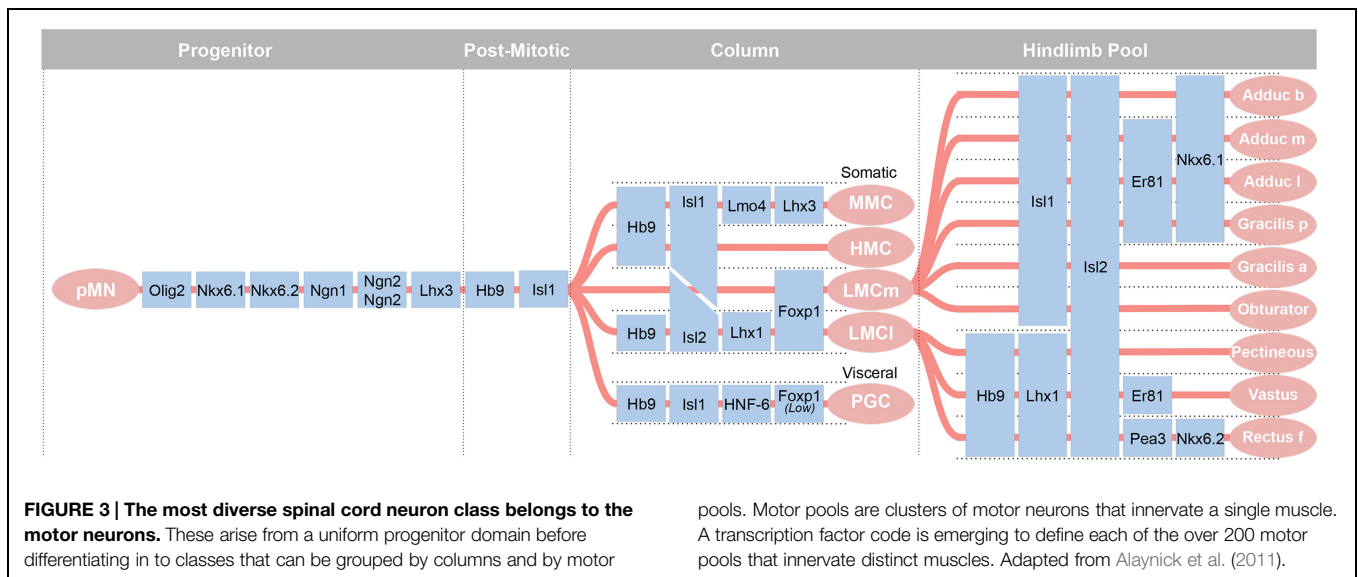 Progenitor Post-Mitotic Column Hindlimb Pool
pMN
Olig2
Nkx6.1
Nkx6.2
Ngn1
Ngn2
Ngn2
Lhx3
Hb9
Isl1
Somatic
Hb9
Isl1
Lmo4
Lhx3
MMC
HMC
LMCm
Hb9
Isl2
Lhx1
Foxp1
LMCl
Visceral
Hb9
Isl1
HNF-6
Foxp1
(Low)
PGC
Isl1
Isl2
Er81
Nkx6.1
Adduc b
Adduc m
Adduc l
Gracilis p
Gracilis a
Obturator
Hb9
Lhx1
Pectineous
Er81
Vastus
Pea3
Nkx6.2
Rectus f
FIGURE 3 | The most diverse spinal cord neuron class belongs to the
motor neurons. These arise from a uniform progenitor domain before
differentiating in to classes that can be grouped by columns and by motor
pools. Motor pools are clusters of motor neurons that innervate a single muscle.
A transcription factor code is emerging to define each of the over 200 motor
pools that innervate distinct muscles. Adapted from Alaynick et al. (2011).